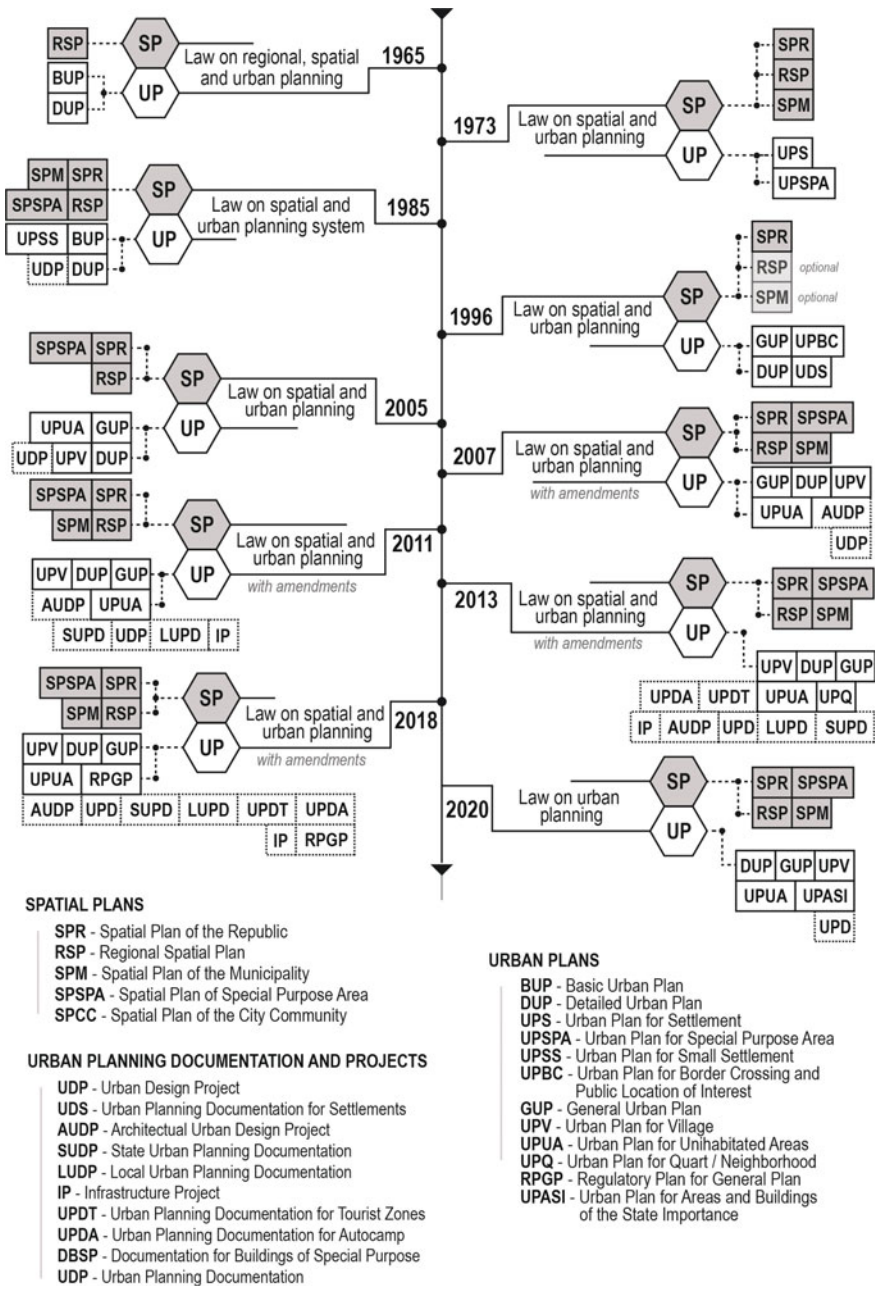 RSP
SP
BUP
DUP
UP
Law on regional, spatial
and urban planning
1965
1973
Law on spatial and
urban planning
SP
UP
SPR
RSP
SPM
UPS
UPSPA
SPM SPR
SPSPA RSP
UPSS BUP
UDP DUP
SP
UP
Law on spatial and
urban planning system
1985
1996
Law on spatial and
urban planning
SP
UP
SPR
RSP optional
SPM optional
GUP UPBC
DUP UDS
SPSPA SPR
RSP
UPUA GUP
UDP UPV DUP
SP
UP
Law on spatial and
urban planning
2005
2007
Law on spatial and
urban planning
with amendments
SP
UP
SPR SPSPA
RSP SPM
GUP DUP UPV
UPUA AUDP
UDP
SPSPA SPR
SPM RSP
UPV DUP GUP
AUDP UPUA
SUPD UDP LUPD IP
SP
UP
Law on spatial and
urban planning
with amendments
2011
2013
Law on spatial and
urban planning
with amendments
SP
UP
SPR SPSPA
RSP SPM
UPV DUP GUP
UPDA UPDT UPUA UPQ
IP AUDP UPD LUPD SUPD
SPSPA SPR
SPM RSP
UPV DUP GUP
UPUA RPGP
AUDP UPD SUPD LUPD UPDT UPDA
IP RPGP
SP
UP
Law on spatial and
urban planning
with amendments
2018
2020
Law on urban
planning
SP
UP
SPR SPSPA
RSP SPM
DUP GUP UPV
UPUA UPASI
UPD
SPATIAL PLANS
SPR - Spatial Plan of the Republic
RSP - Regional Spatial Plan
SPM - Spatial Plan of the Municipality
SPSPA - Spatial Plan of Special Purpose Area
SPCC - Spatial Plan of the City Community
URBAN PLANNING DOCUMENTATION AND PROJECTS
UDP - Urban Design Project
UDS - Urban Planning Documentation for Settlements
AUDP - Architectual Urban Design Project
SUDP - State Urban Planning Documentation
LUDP - Local Urban Planning Documentation
IP - Infrastructure Project
UPDT - Urban Planning Documentation for Tourist Zones
UPDA - Urban Planning Documentation for Autocamp
DBSP - Documentation for Buildings of Special Purpose
UDP - Urban Planning Documentation
URBAN PLANS
BUP - Basic Urban Plan
DUP - Detailed Urban Plan
UPS - Urban Plan for Settlement
UPSPA - Urban Plan for Special Purpose Area
UPSS - Urban Plan for Small Settlement
UPBC - Urban Plan for Border Crossing and
Public Location of Interest
GUP - General Urban Plan
UPV - Urban Plan for Village
UPUA - Urban Plan for Unihabitated Areas
UPQ - Urban Plan for Quart / Neighborhood
RPGP - Regulatory Plan for General Plan
UPASI - Urban Plan for Areas and Buildings
of the State Importance